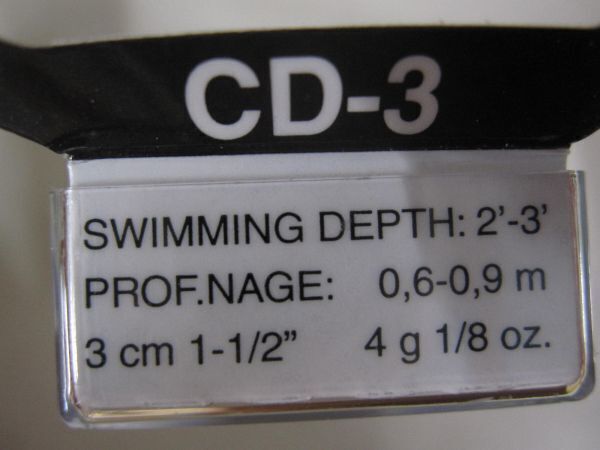 CD-3
SWIMMING DEPTH: 2'-3'
PROF.NAGE: 0,6-0,9 m
3 cm 1-1/2” 4 g 1/8 oz.